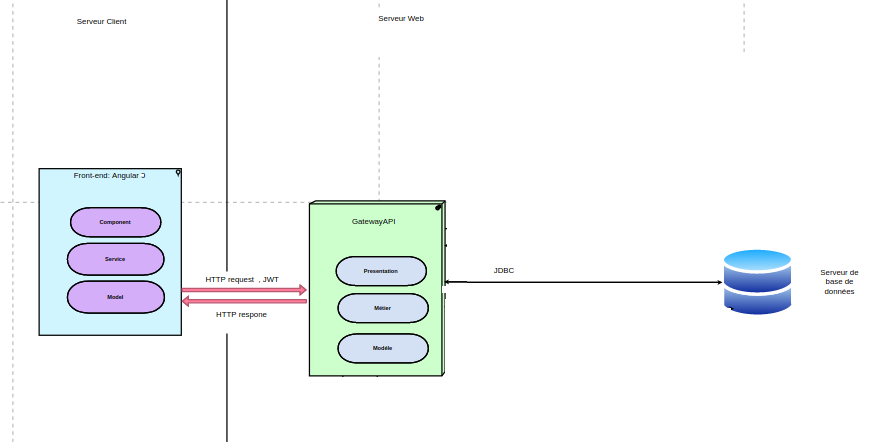 Serveur Client
Serveur Web
Front-end: Angular
Component
Service
Model
HTTP request , JWT
HTTP respone
GatewayAPI
Presentation
Métier
Modéle
JDBC
Serveur de
base de
données